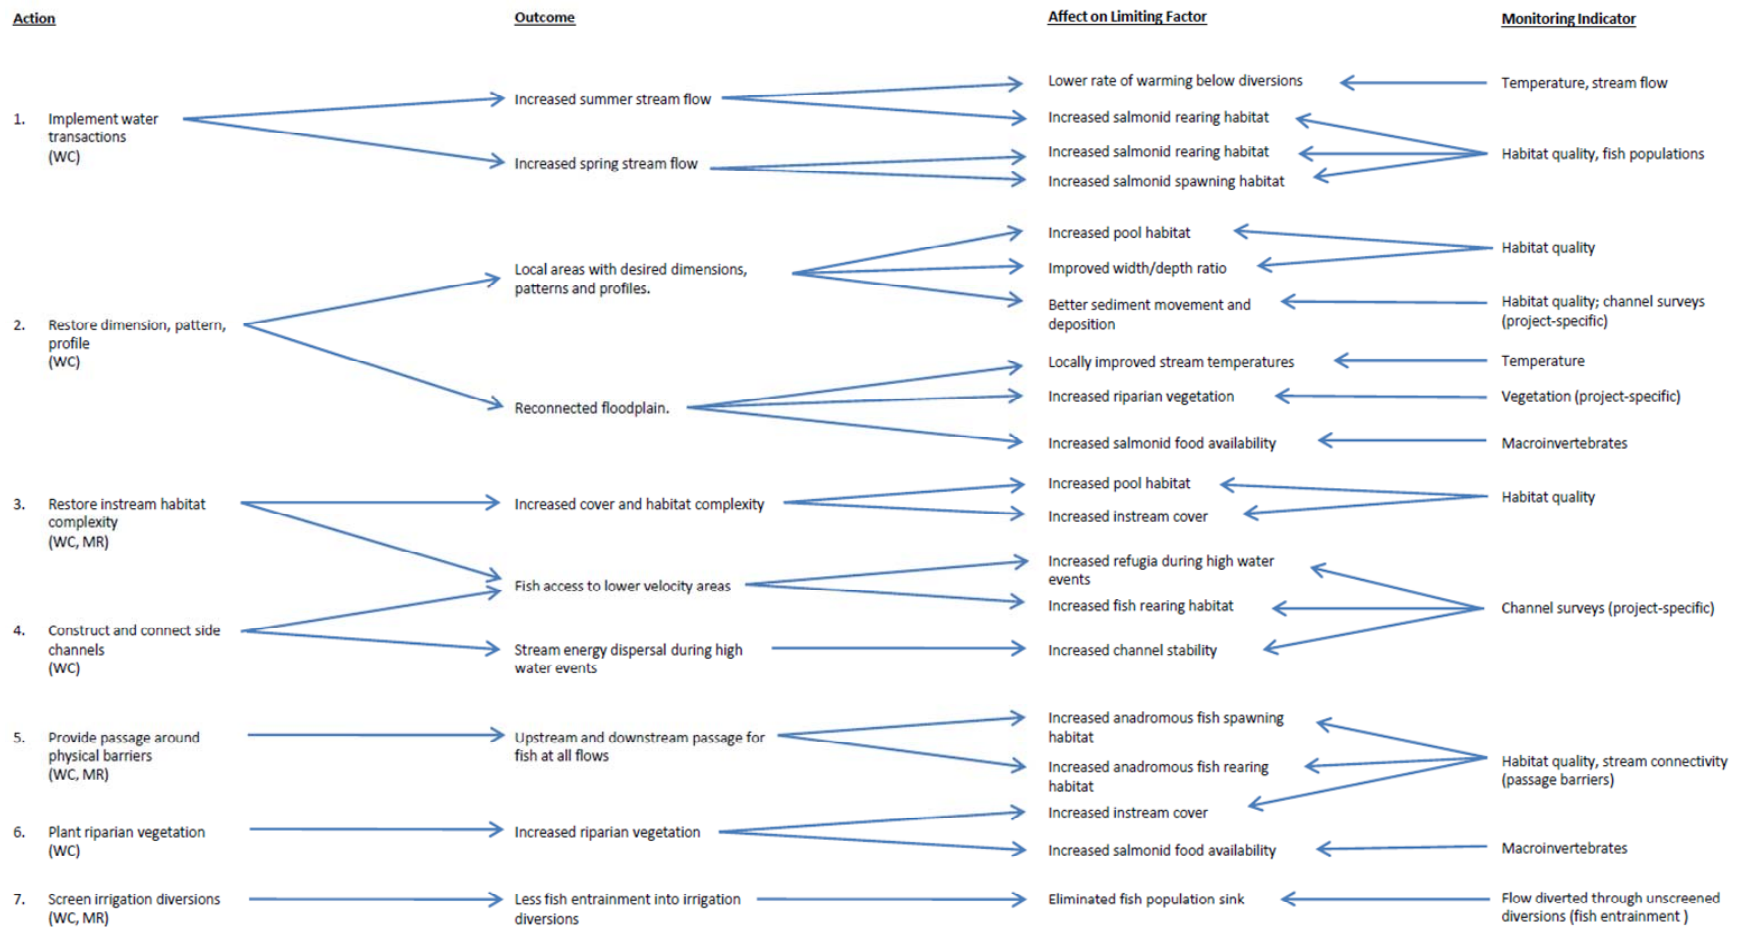 Action
Outcome
Affect on Limiting Factor
Monitoring Indicator
1. Implement water
transactions
(WC)
Increased summer stream flow
Increased spring stream flow
Lower rate of warming below diversions
Increased salmonid rearing habitat
Increased salmonid rearing habitat
Increased salmonid spawning habitat
Temperature, stream flow
Habitat quality, fish populations
2. Restore dimension, pattern,
profile
(WC)
Local areas with desired dimensions,
patterns and profiles.
Reconnected floodplain.
Increased pool habitat
Improved width/depth ratio
Better sediment movement and
deposition
Locally improved stream temperatures
Increased riparian vegetation
Increased salmonid food availability
Habitat quality
Habitat quality; channel surveys
(project-specific)
Temperature
Vegetation (project-specific)
Macroinvertebrates
3. Restore instream habitat
complexity
(WC, MR)
Increased cover and habitat complexity
Fish access to lower velocity areas
Increased pool habitat
Increased instream cover
Increased refugia during high water
events
Increased fish rearing habitat
Habitat quality
Channel surveys (project-specific)
4. Construct and connect side
channels
(WC)
Stream energy dispersal during high
water events
Increased channel stability
5. Provide passage around
physical barriers
(WC, MR)
Upstream and downstream passage for
fish at all flows
Increased anadromous fish spawning
habitat
Increased anadromous fish rearing
habitat
Habitat quality, stream connectivity
(passage barriers)
6. Plant riparian vegetation
(WC)
Increased riparian vegetation
Increased instream cover
Increased salmonid food availability
Macroinvertebrates
7. Screen irrigation diversions
(WC, MR)
Less fish entrainment into irrigation
diversions
Eliminated fish population sink
Flow diverted through unscreened
diversions (fish entrainment )